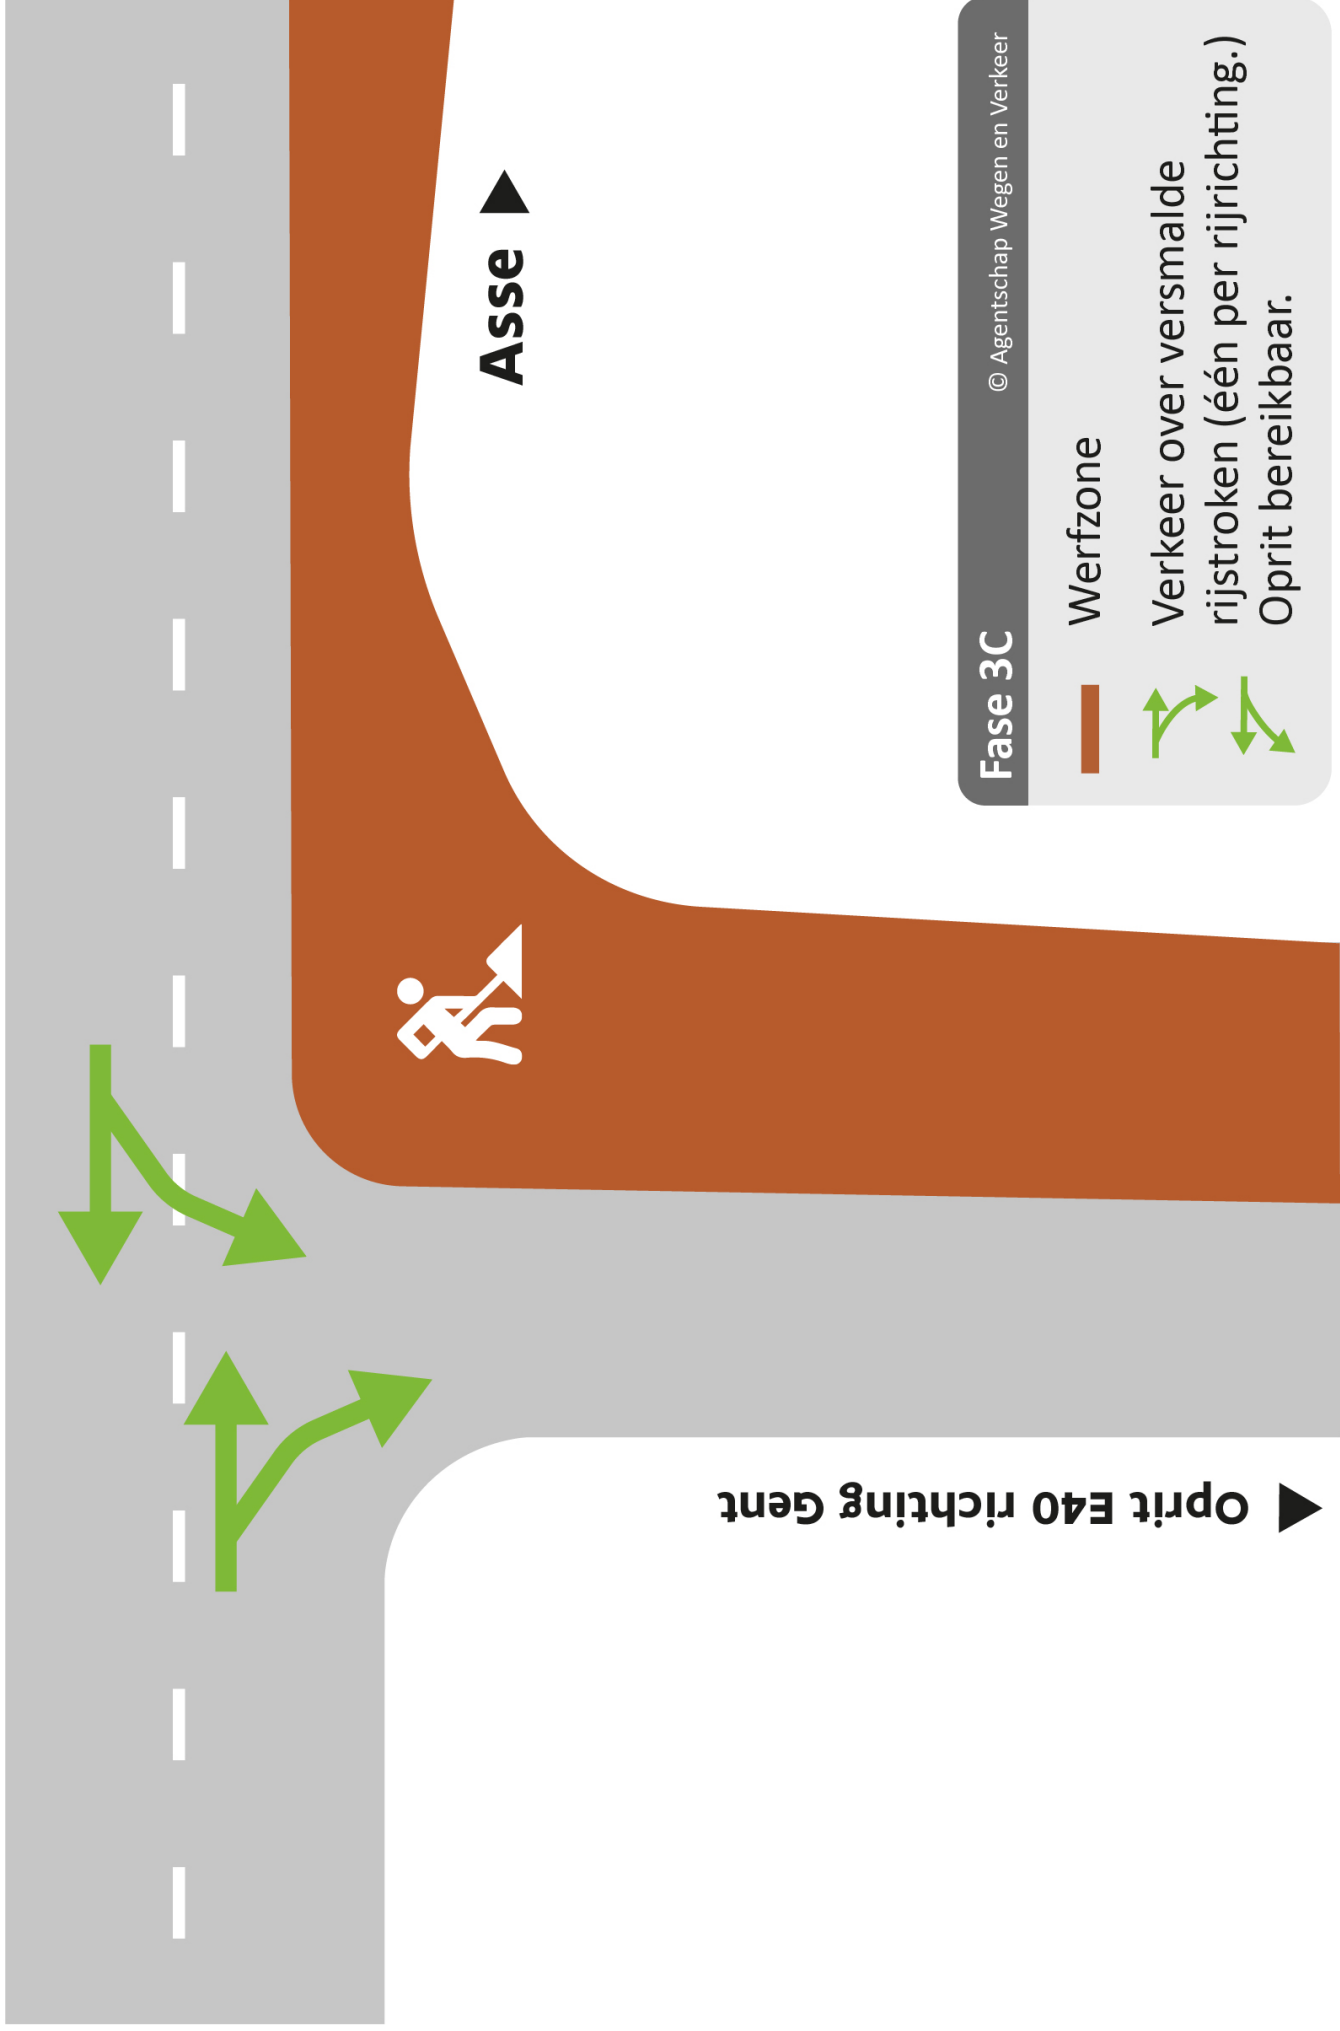 Asse
Oprit E40 richting Gent
Fase 3C
© Agentschap Wegen en Verkeer
Werfzone
Verkeer over versmalde
rijstroken (één per rijrichting.)
Oprit bereikbaar.